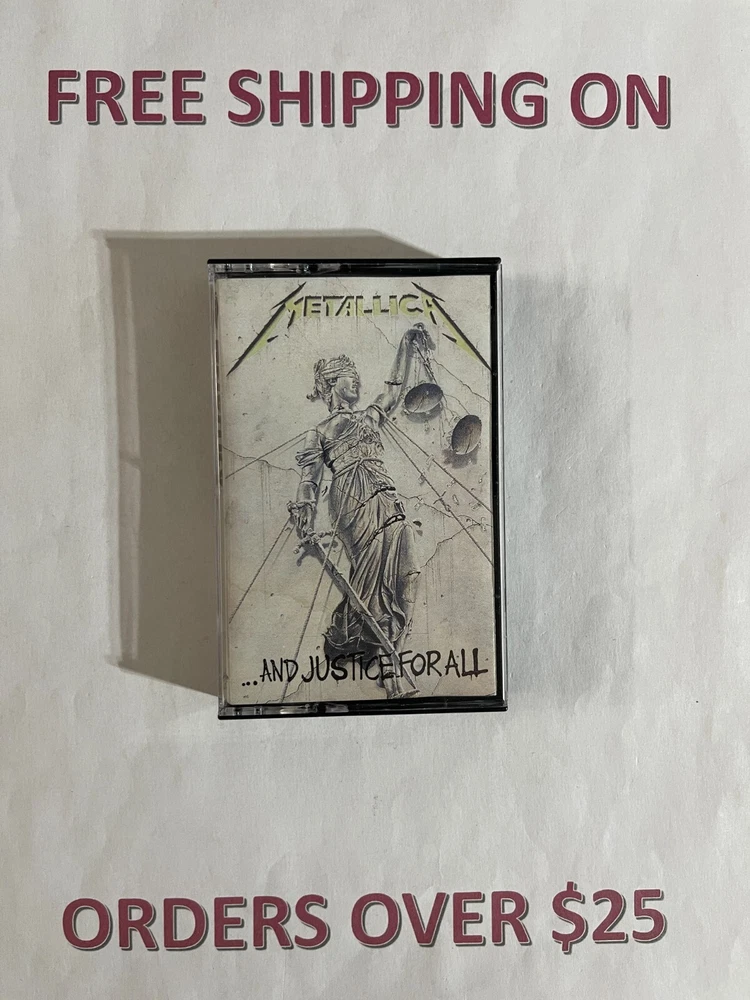 FREE SHIPPING ON
METALLICA
...AND JUSTICE FOR ALL
ORDERS OVER $25